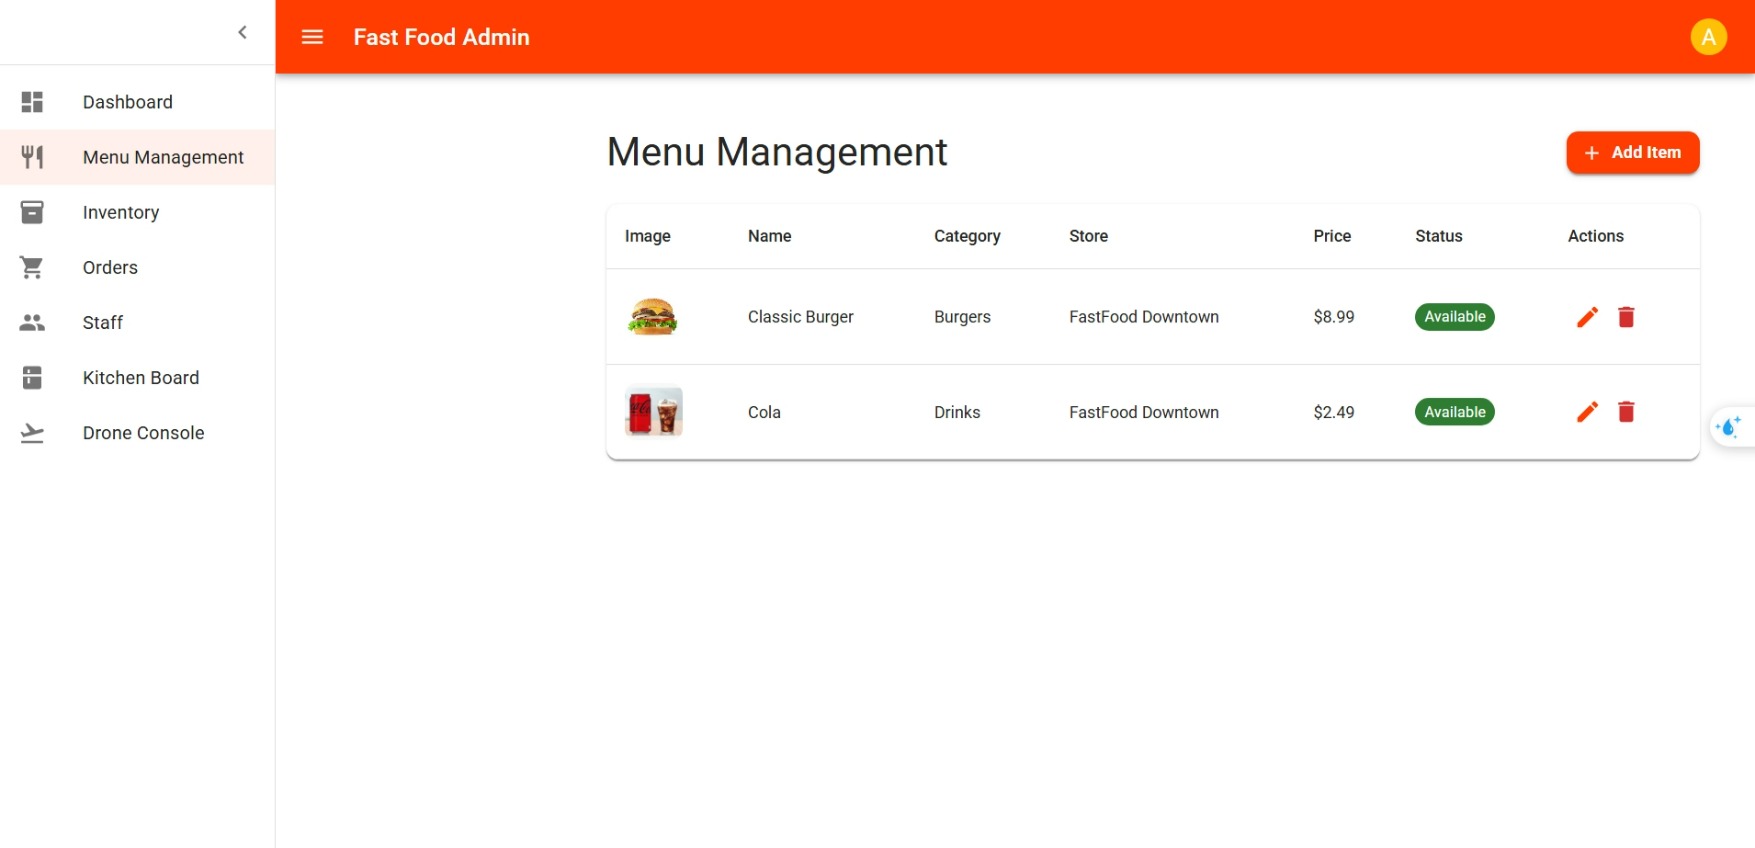 Fast Food Admin
A
Dashboard
Menu Management
Inventory
Orders
Staff
Kitchen Board
Drone Console
Menu Management
Add Item
Image Name Category Store Price Status Actions
Classic Burger Burgers FastFood Downtown $8.99 Available
Cola Drinks FastFood Downtown $2.49 Available